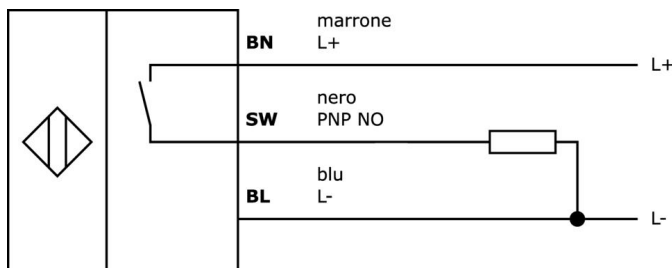 marrone
BN L+
L+
nero
SW PNP NO
blu
BL L-
L-